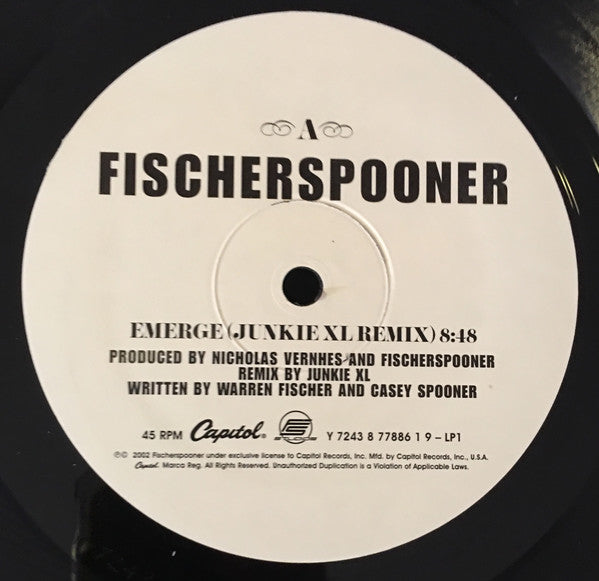 A
FISCHERSPOONER
EMERGE (JUNKIE XL REMIX) 8:48
PRODUCED BY NICHOLAS VERNHES AND FISCHERSPOONER
REMIX BY JUNKIE XL
WRITTEN BY WARREN FISCHER AND CASEY SPOONER
45 RPM Capitol® FS STUDIOS Y 7243 8 77886 1 9 – LP1
℗© 2002 Fischerspooner under exclusive license to Capitol Records, Inc. Mfd. by Capitol Records, Inc., U.S.A.
Capitol. Marca Reg. All Rights Reserved. Unauthorized Duplication is a Violation of Applicable Laws.